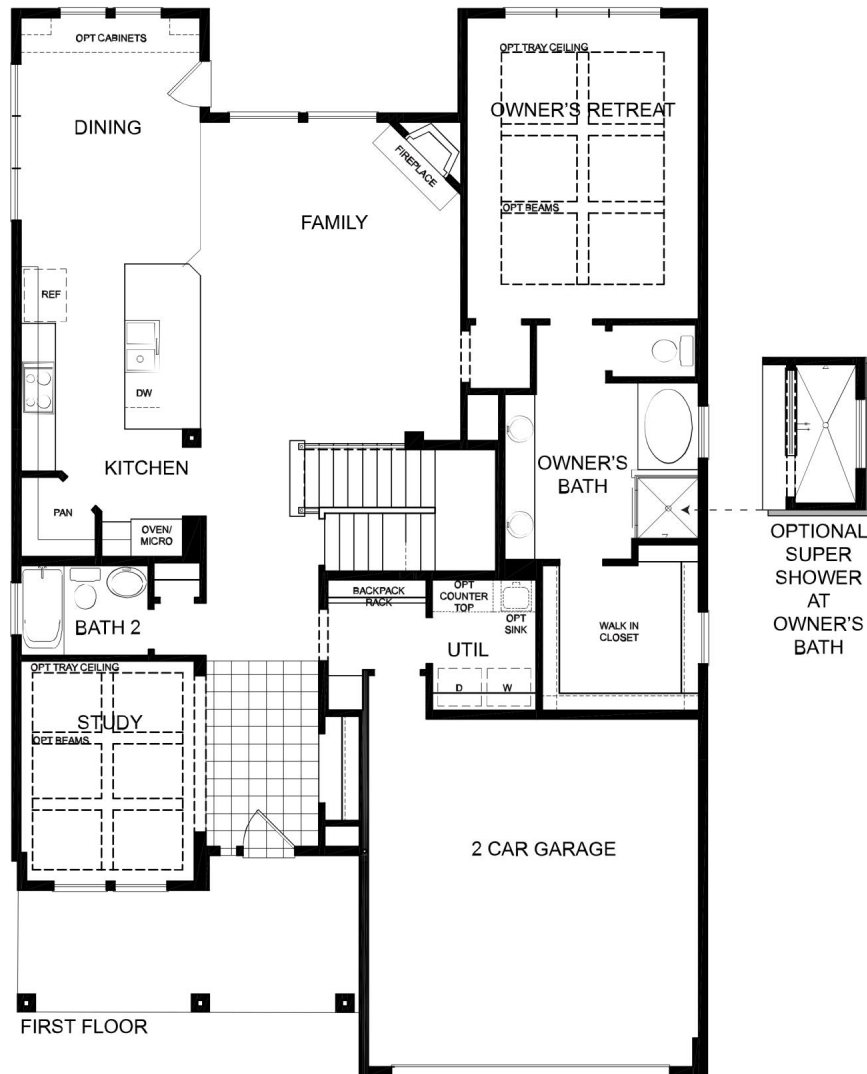 OPT CABINETS
DINING
OPT TRAY CEILING
OWNER'S RETREAT
FIREPLACE
FAMILY
OPT BEAMS
REF
DW
KITCHEN
PAN
OVEN/
MICRO
OWNER'S
BATH
OPTIONAL
SUPER
SHOWER
AT
OWNER'S
BATH
BATH 2
BACKPACK
RACK
OPT
COUNTER
TOP
OPT
SINK
UTIL
D
W
WALK IN
CLOSET
OPT TRAY CEILING
STUDY
OPT BEAMS
2 CAR GARAGE
FIRST FLOOR